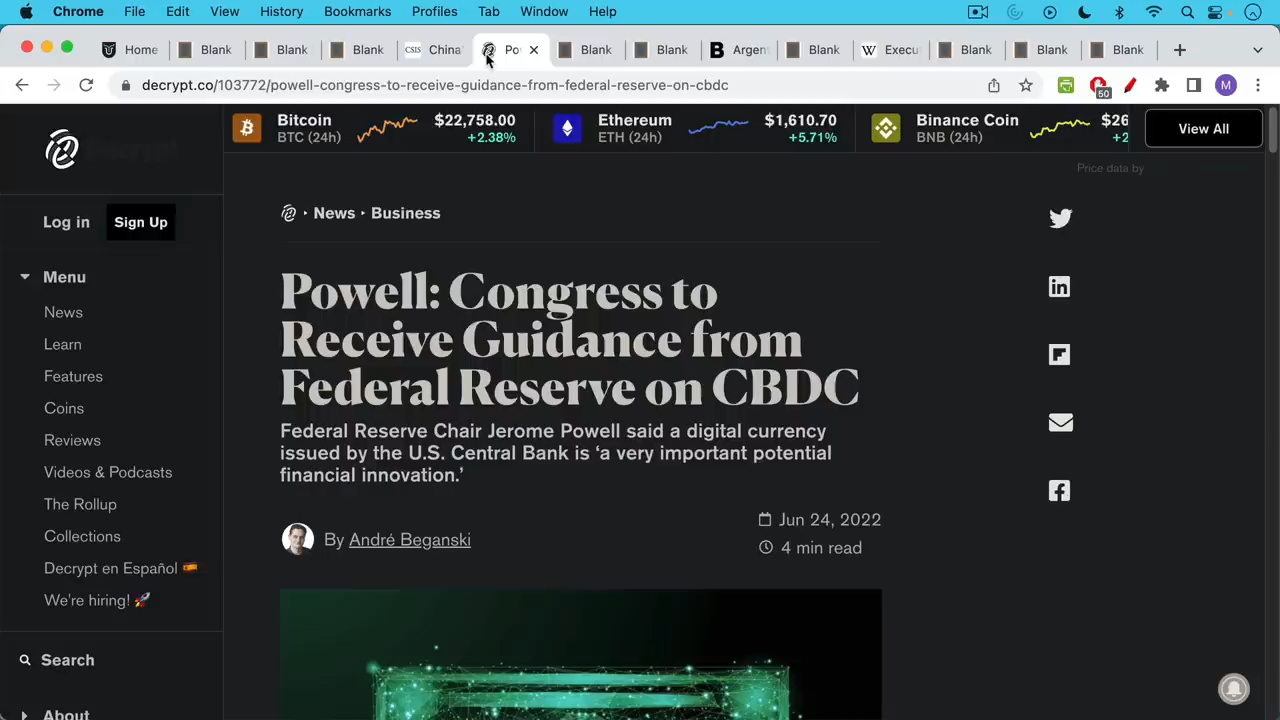 Chrome File Edit View History Bookmarks Profiles Tab Window Help
Home Blank Blank Blank CSIS China Po Blank Blank B Argen Blank W Execu Blank Blank Blank
decrypt.co/103772/powell-congress-to-receive-guidance-from-federal-reserve-on-cbdc
50
M
Bitcoin $22,758.00
BTC (24h) +2.38%
Ethereum $1,610.70
ETH (24h) +5.71%
Binance Coin $26
BNB (24h) +2
View All
Price data by
Decrypt
Log in Sign Up
Menu
News
Learn
Features
Coins
Reviews
Videos & Podcasts
The Rollup
Collections
Decrypt en Español
We're hiring! 🚀
Search
About
News Business
Powell: Congress to
Receive Guidance from
Federal Reserve on CBDC
Federal Reserve Chair Jerome Powell said a digital currency
issued by the U.S. Central Bank is ‘a very important potential
financial innovation.’
By André Beganski
Jun 24, 2022
4 min read